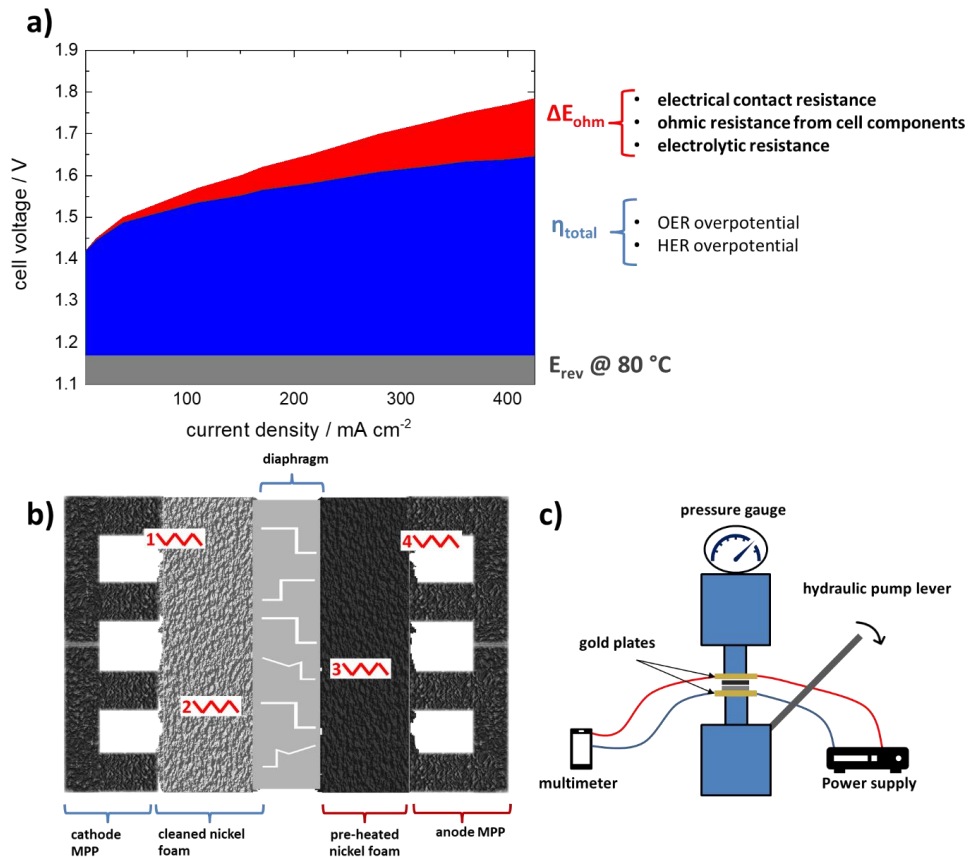 a)
1.9
1.8
1.7
1.6
1.5
1.4
1.3
1.2
1.1
cell voltage / V
100
200
300
400
current density / mA cm⁻²
ΔE_ohm
• electrical contact resistance
• ohmic resistance from cell components
• electrolytic resistance
η_total
• OER overpotential
• HER overpotential
E_rev @ 80 °C
b)
diaphragm
1
4
3
2
cathode
MPP
cleaned nickel
foam
pre-heated
nickel foam
anode MPP
c)
pressure gauge
hydraulic pump lever
gold plates
multimeter
Power supply